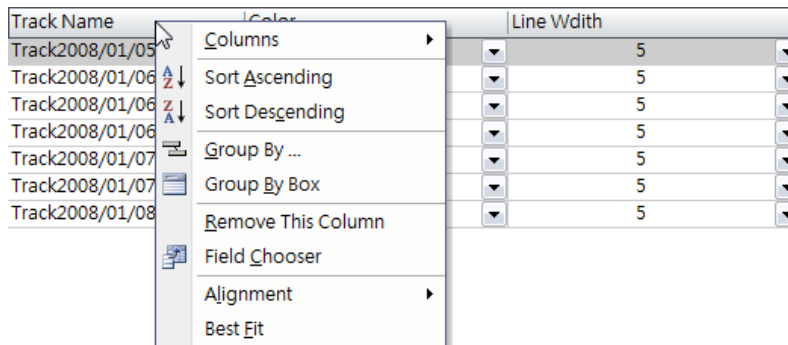 Track Name Color Line Wdith
Track2008/01/05 5
Track2008/01/06 5
Track2008/01/06 5
Track2008/01/06 5
Track2008/01/07 5
Track2008/01/07 5
Track2008/01/08 5
Columns
Sort Ascending
Sort Descending
Group By ...
Group By Box
Remove This Column
Field Chooser
Alignment
Best Fit